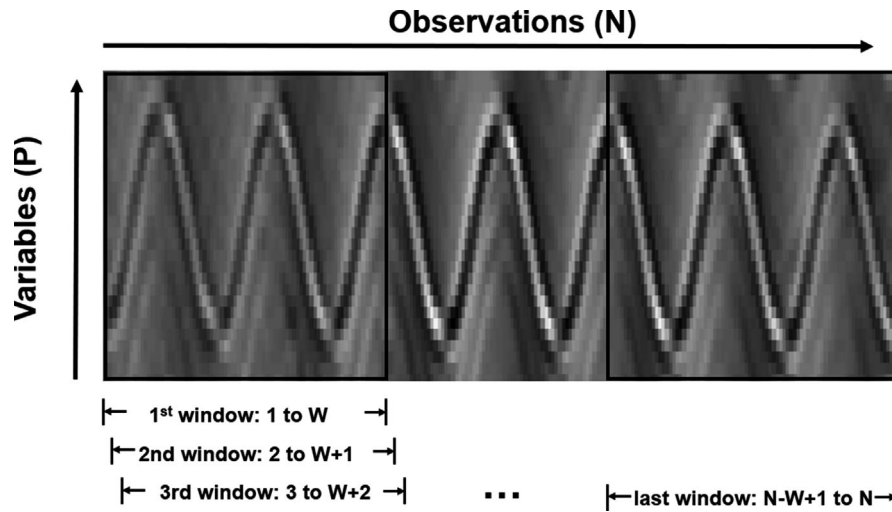 Observations (N)
Variables (P)
1st window: 1 to W
2nd window: 2 to W+1
3rd window: 3 to W+2
...
last window: N-W+1 to N